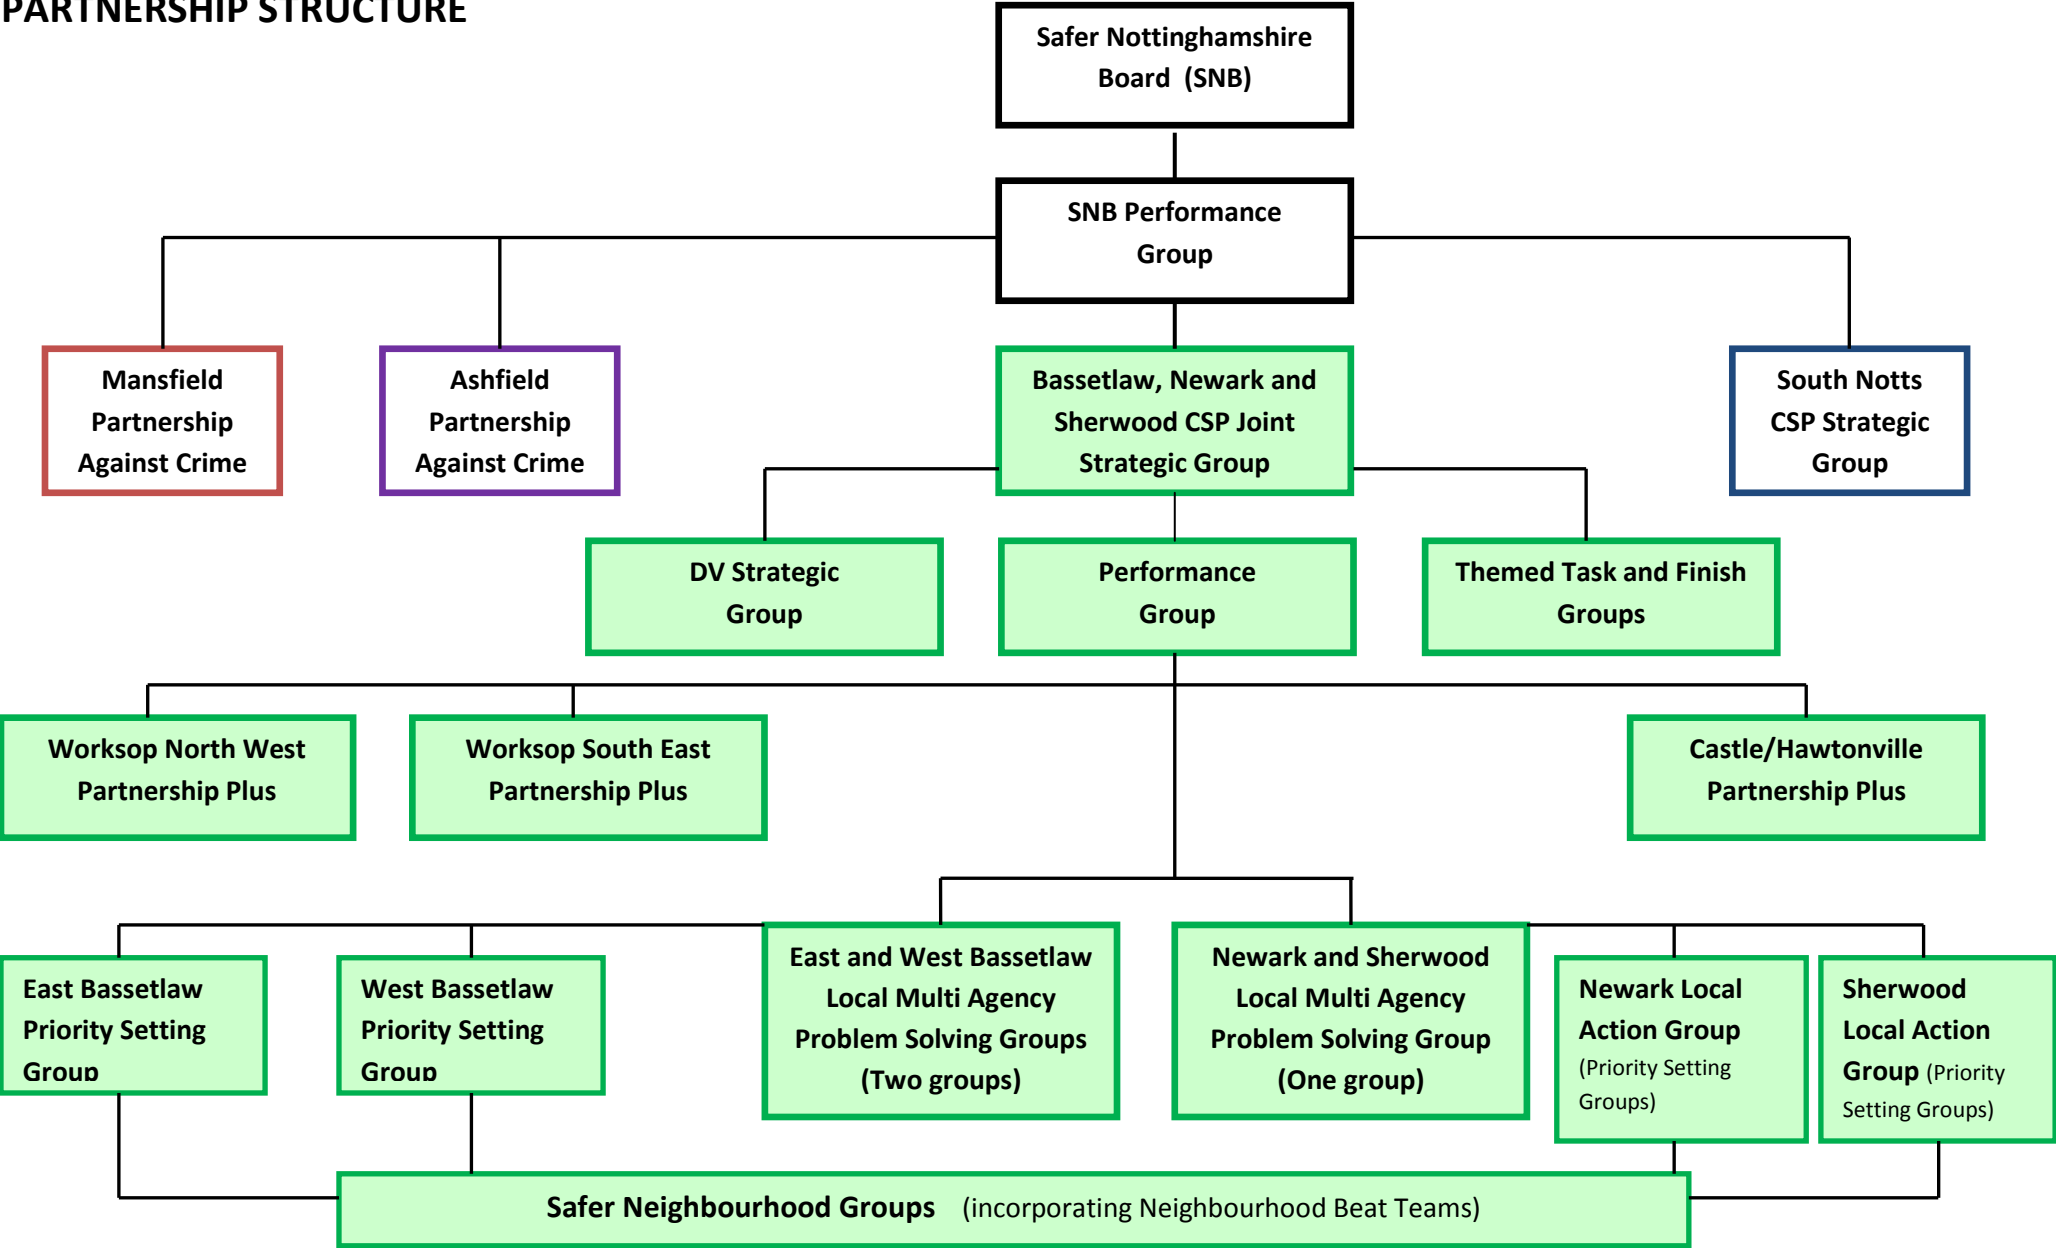 PARTNERSHIP STRUCTURE
Safer Nottinghamshire
Board (SNB)
SNB Performance
Group
Mansfield
Partnership
Against Crime
Ashfield
Partnership
Against Crime
Bassetlaw, Newark and
Sherwood CSP Joint
Strategic Group
South Notts
CSP Strategic
Group
DV Strategic
Group
Performance
Group
Themed Task and Finish
Groups
Worksop North West
Partnership Plus
Worksop South East
Partnership Plus
Castle/Hawtonville
Partnership Plus
East Bassetlaw
Priority Setting
Group
West Bassetlaw
Priority Setting
Group
East and West Bassetlaw
Local Multi Agency
Problem Solving Groups
(Two groups)
Newark and Sherwood
Local Multi Agency
Problem Solving Group
(One group)
Newark Local
Action Group
(Priority Setting
Groups)
Sherwood
Local Action
Group (Priority
Setting Groups)
Safer Neighbourhood Groups (incorporating Neighbourhood Beat Teams)